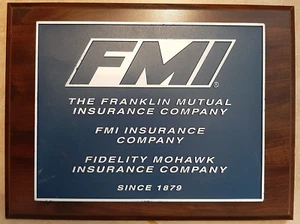 FMI®
THE FRANKLIN MUTUAL
INSURANCE COMPANY
FMI INSURANCE
COMPANY
FIDELITY MOHAWK
INSURANCE COMPANY
SINCE 1879